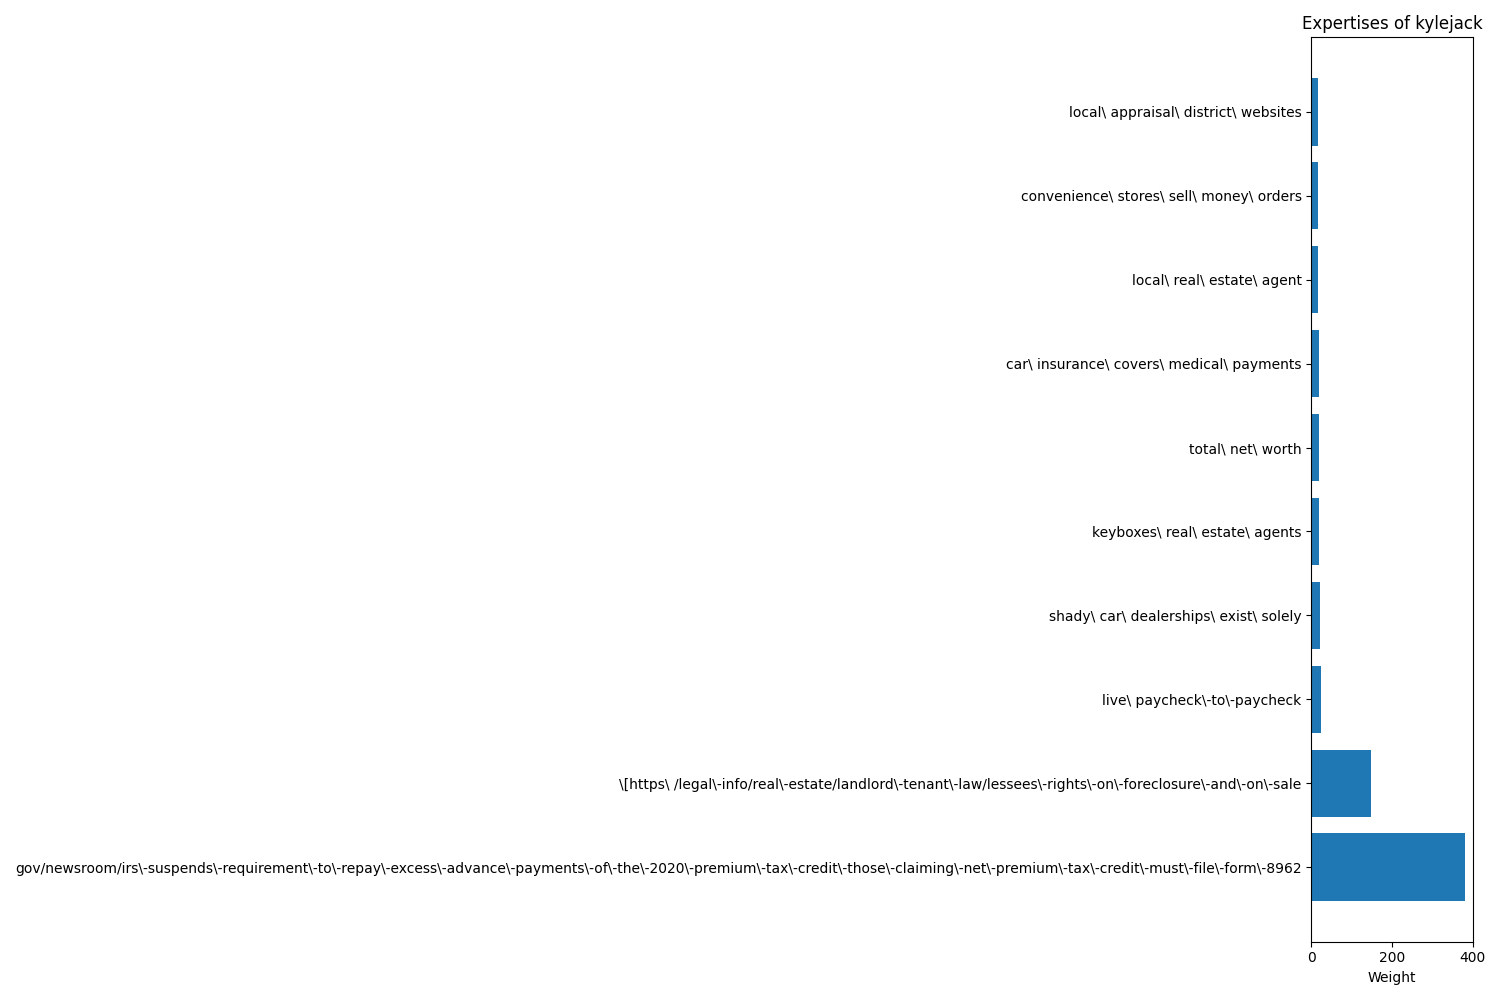 Expertises of kylejack
local\ appraisal\ district\ websites
convenience\ stores\ sell\ money\ orders
local\ real\ estate\ agent
car\ insurance\ covers\ medical\ payments
total\ net\ worth
keyboxes\ real\ estate\ agents
shady\ car\ dealerships\ exist\ solely
live\ paycheck\-to\-paycheck
\[https\ /legal\-info/real\-estate/landlord\-tenant\-law/lessees\-rights\-on\-foreclosure\-and\-on\-sale
gov/newsroom/irs\-suspends\-requirement\-to\-repay\-excess\-advance\-payments\-of\-the\-2020\-premium\-tax\-credit\-those\-claiming\-net\-premium\-tax\-credit\-must\-file\-form\-8962
0 200 400
Weight